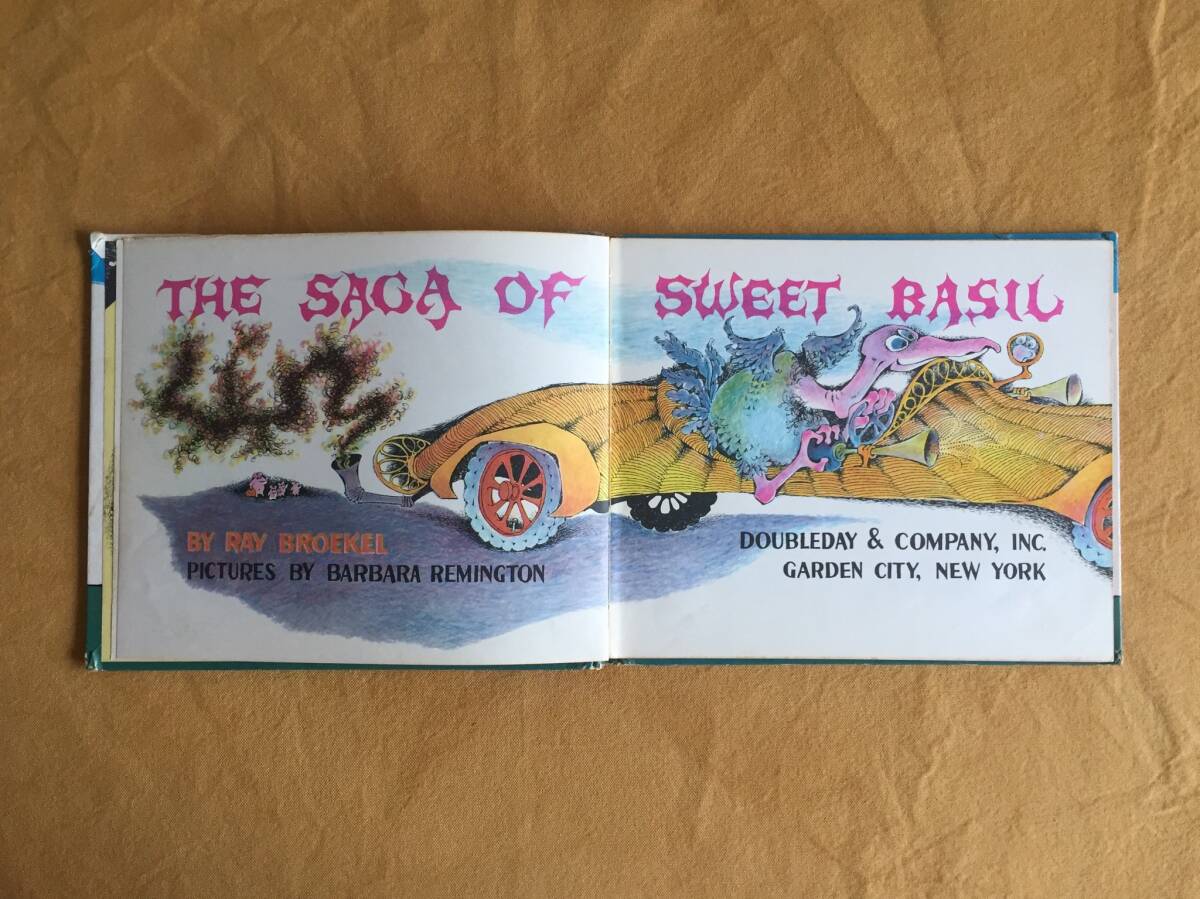 THE SAGA OF SWEET BASIL
BY RAY BROEKEL
PICTURES BY BARBARA REMINGTON
DOUBLEDAY & COMPANY, INC.
GARDEN CITY, NEW YORK